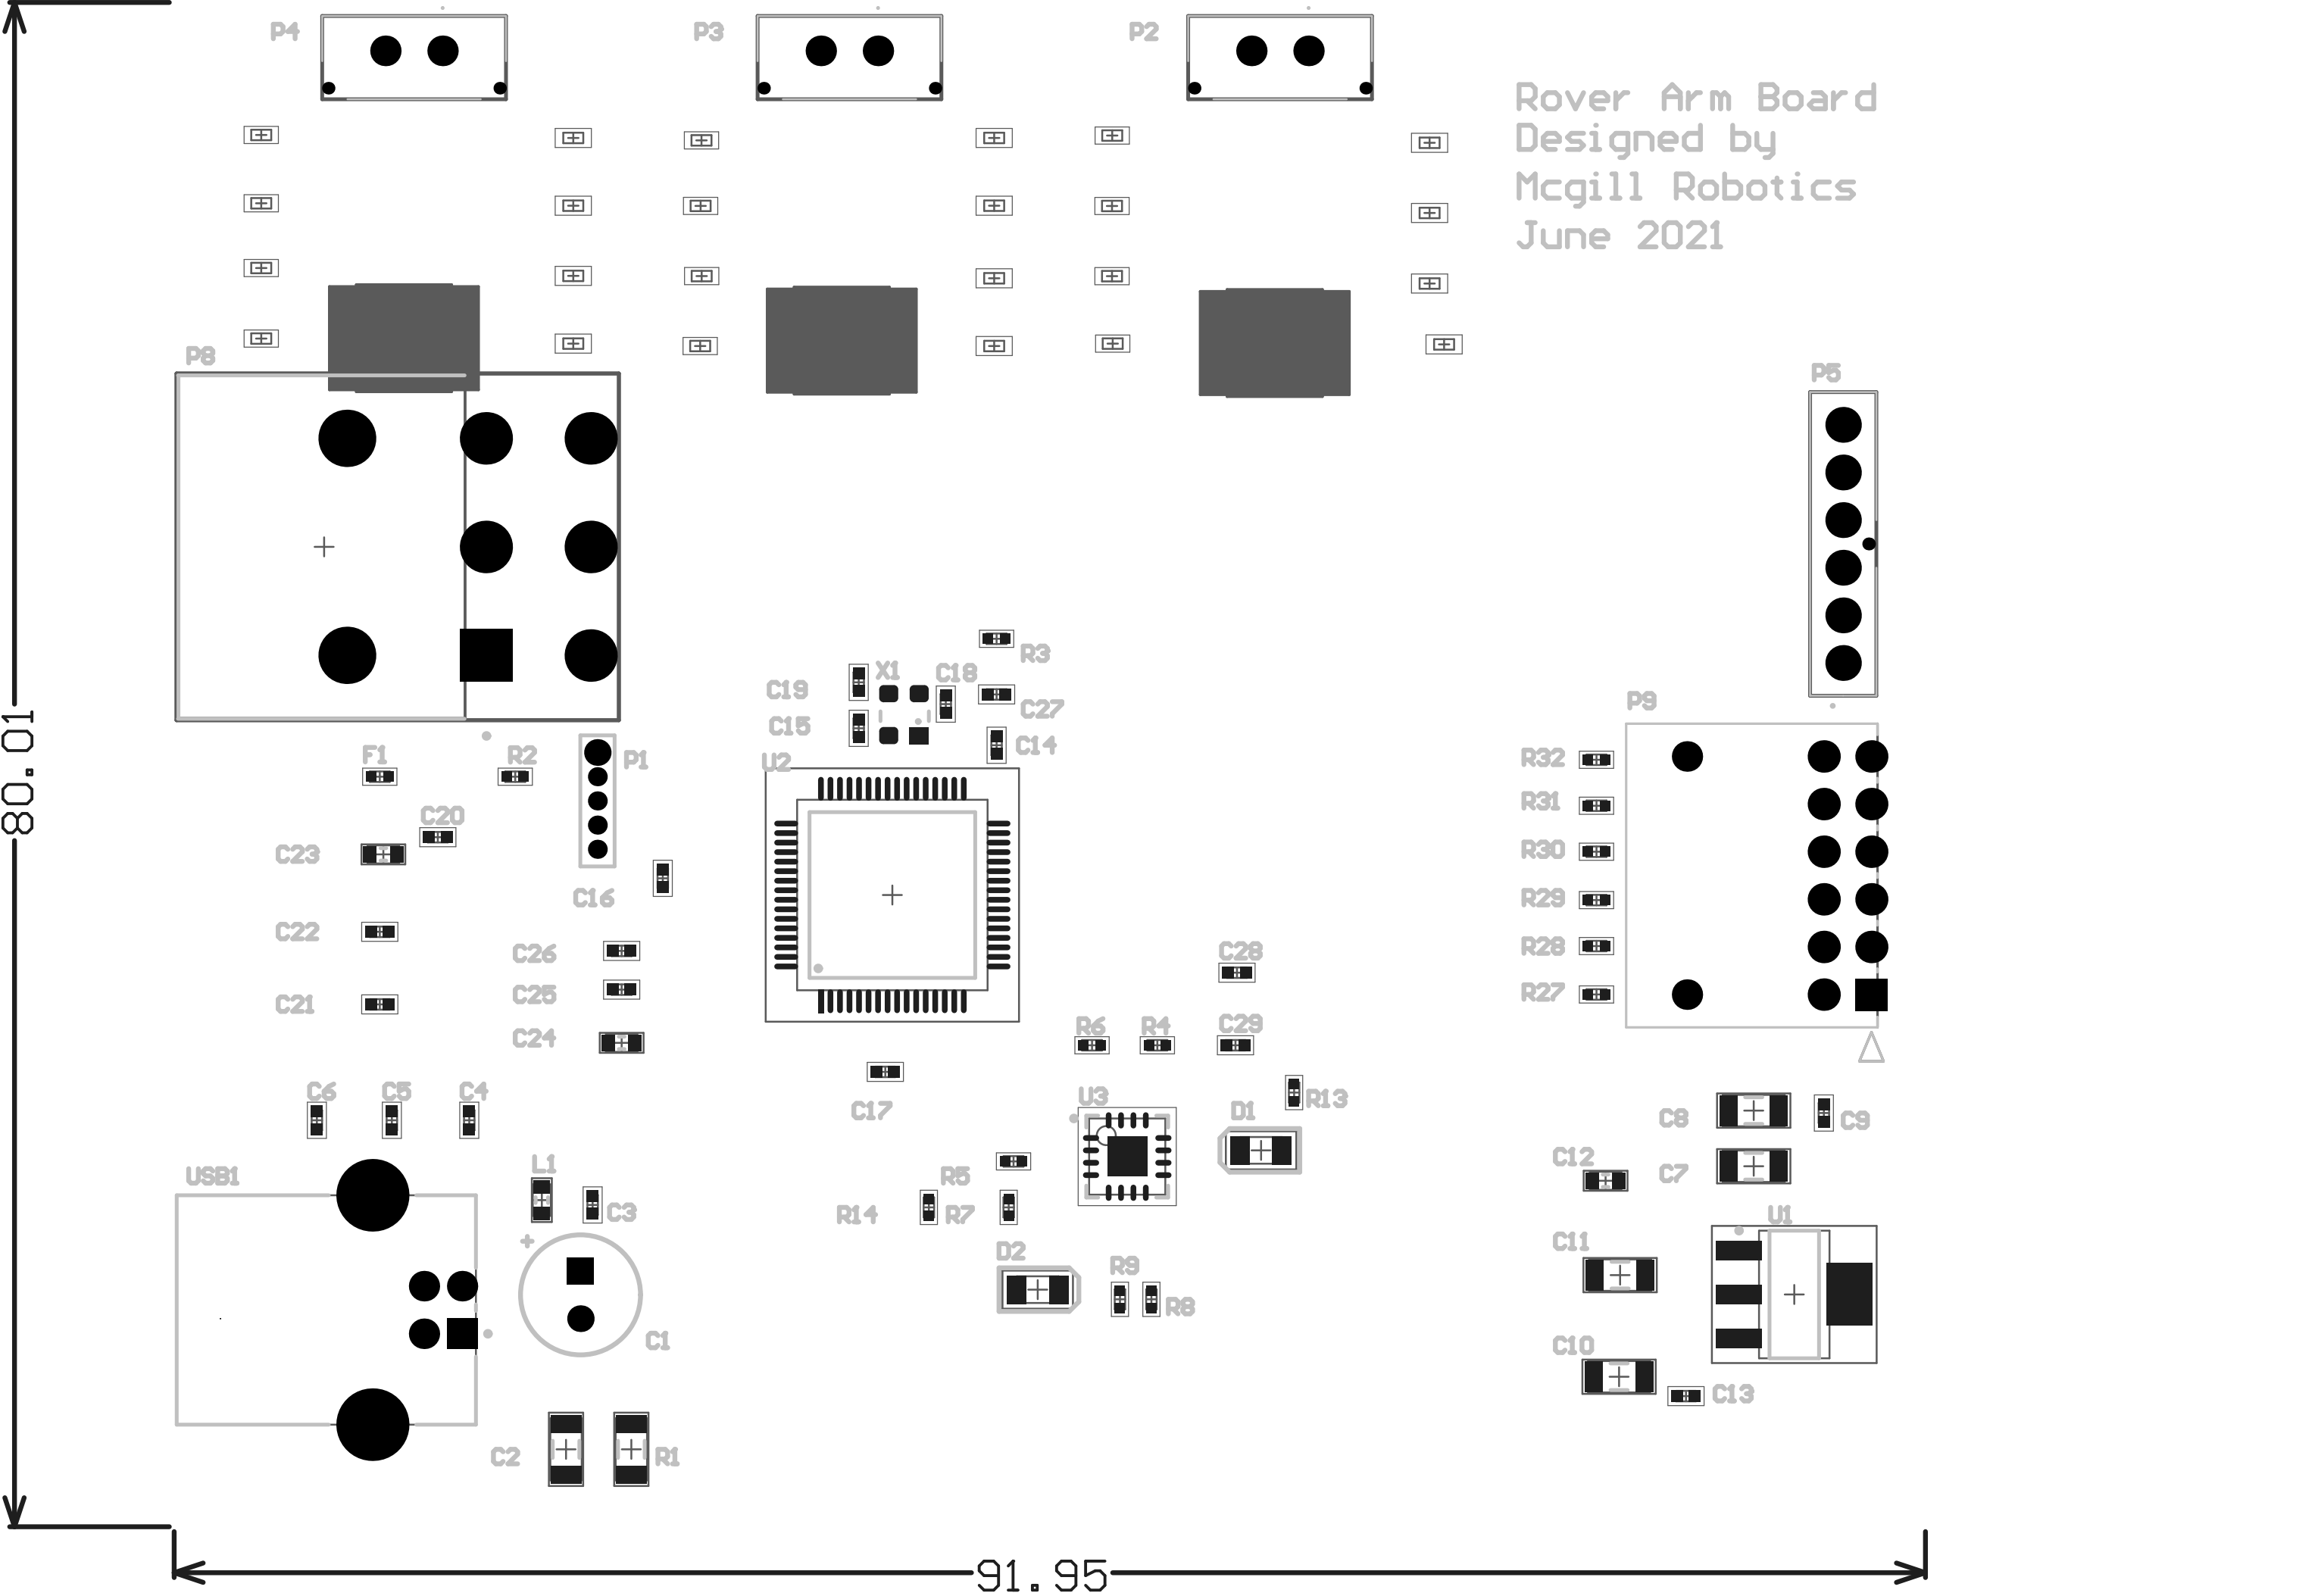 P4
P3
P2
Rover Arm Board
Designed by
Mcgill Robotics
June 2021
P8
P5
R3
X1
C18
C19
C27
P9
C15
C14
80.01
F1
R2
P1
U2
R32
R31
C20
C23
R30
C16
R29
C22
C26
C28
R28
C25
R27
C21
C24
R6
R4
C29
C6
C5
C4
C17
U3
D1
R13
C8
C9
USB1
L1
R5
C12
C7
C3
R14
R7
U1
+
D2
R9
C11
R8
C1
C10
C13
C2
R1
91.95